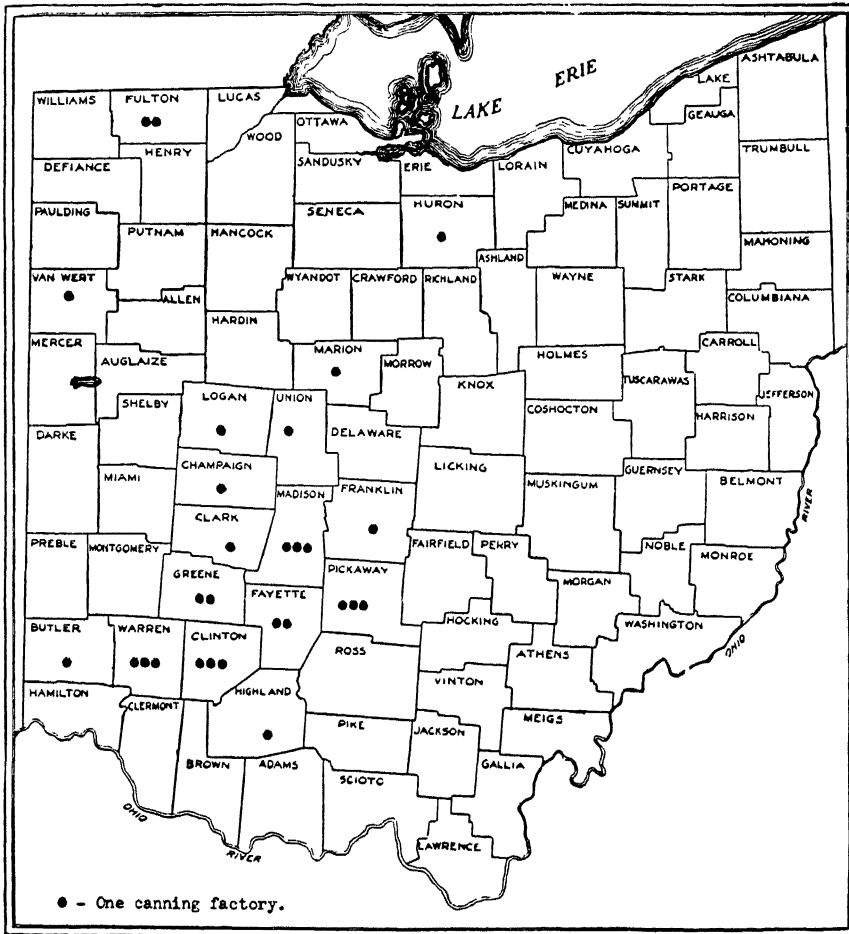 ASHTABULA
LAKE ERIE
LAKE
GEAUGA
WILLIAMS
FULTON
LUCAS
OTTAWA
WOOD
HENRY
SANDUSKY
ERIE
LORAIN
CUYAHOGA
TRUMBULL
DEFIANCE
PAULDING
PUTNAM
HANCOCK
SENECA
HURON
MEDINA
SUMMIT
PORTAGE
MAHONING
ASHLAND
VAN WERT
ALLEN
WYANDOT
CRAWFORD
RICHLAND
WAYNE
STARK
COLUMBIANA
HARDIN
MERCER
AUGLAIZE
MARION
MORROW
HOLMES
CARROLL
KNOX
TUSCARAWAS
JEFFERSON
SHELBY
LOGAN
UNION
COSHOCTON
HARRISON
DARKE
DELAWARE
CHAMPAIGN
LICKING
GUERNSEY
MIAMI
MADISON
FRANKLIN
MUSKINGUM
BELMONT
CLARK
RIVER
PREBLE
MONTGOMERY
FAIRFIELD
PERRY
NOBLE
MONROE
GREENE
PICKAWAY
FAYETTE
MORGAN
HOCKING
WASHINGTON
BUTLER
WARREN
CLINTON
ROSS
ATHENS
OHIO
HAMILTON
CLERMONT
HIGHLAND
VINTON
PIKE
JACKSON
MEIGS
BROWN
ADAMS
SCIOTO
GALLIA
OHIO
RIVER
LAWRENCE
● - One canning factory.